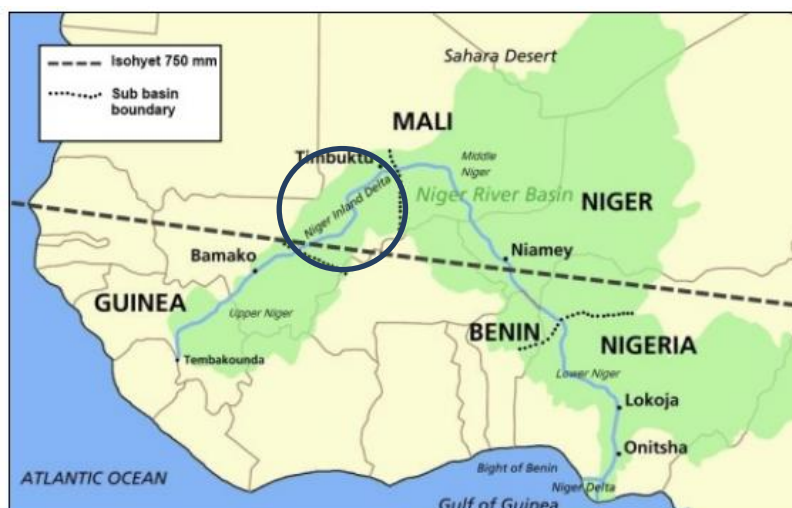 Isohyet 750 mm
Sub basin
boundary
Sahara Desert
MALI
Timbuktu
Middle
Niger
Niger Inland Delta
Niger River Basin
NIGER
Bamako
Niamey
GUINEA
Upper Niger
BENIN
NIGERIA
Tembakounda
Lower Niger
Lokoja
Onitsha
Bight of Benin
ATLANTIC OCEAN
Niger Delta
Gulf of Guinea